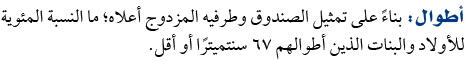 أطوال: بناءً على تمثيل الصندوق وطرفيه المزدوج أعلاه؛ ما النسبة المئوية
للأولاد والبنات الذين أطوالهم ٦٧ سنتميترًا أو أقل.